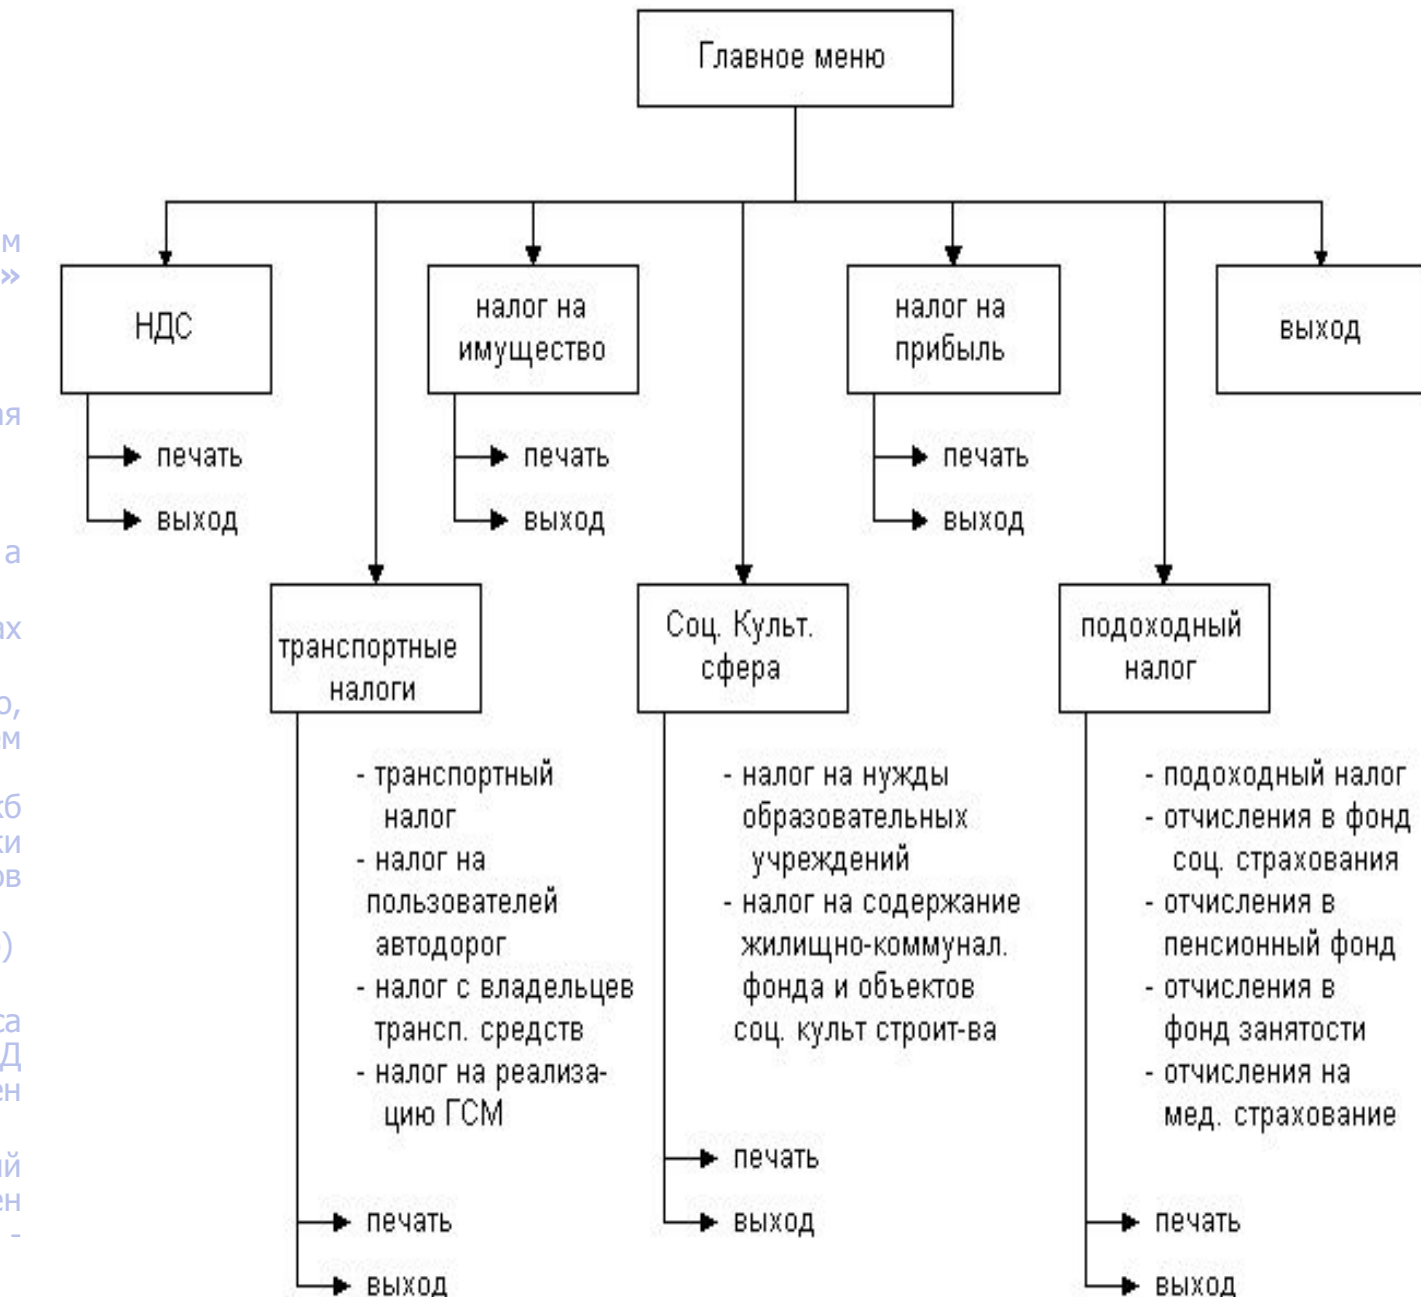 Главное меню
НДС
печать
выход
налог на
имущество
печать
выход
налог на
прибыль
печать
выход
выход
транспортные
налоги
- транспортный
налог
- налог на
пользователей
автодорог
- налог с владельцев
трансп. средств
- налог на реализа-
цию ГСМ
печать
выход
Соц. Культ.
сфера
- налог на нужды
образовательных
учреждений
- налог на содержание
жилищно-коммунал.
фонда и объектов
соц. культ строит-ва
печать
выход
подоходный
налог
- подоходный налог
- отчисления в фонд
соц. страхования
- отчисления в
пенсионный фонд
- отчисления в
фонд занятости
- отчисления на
мед. страхование
печать
выход